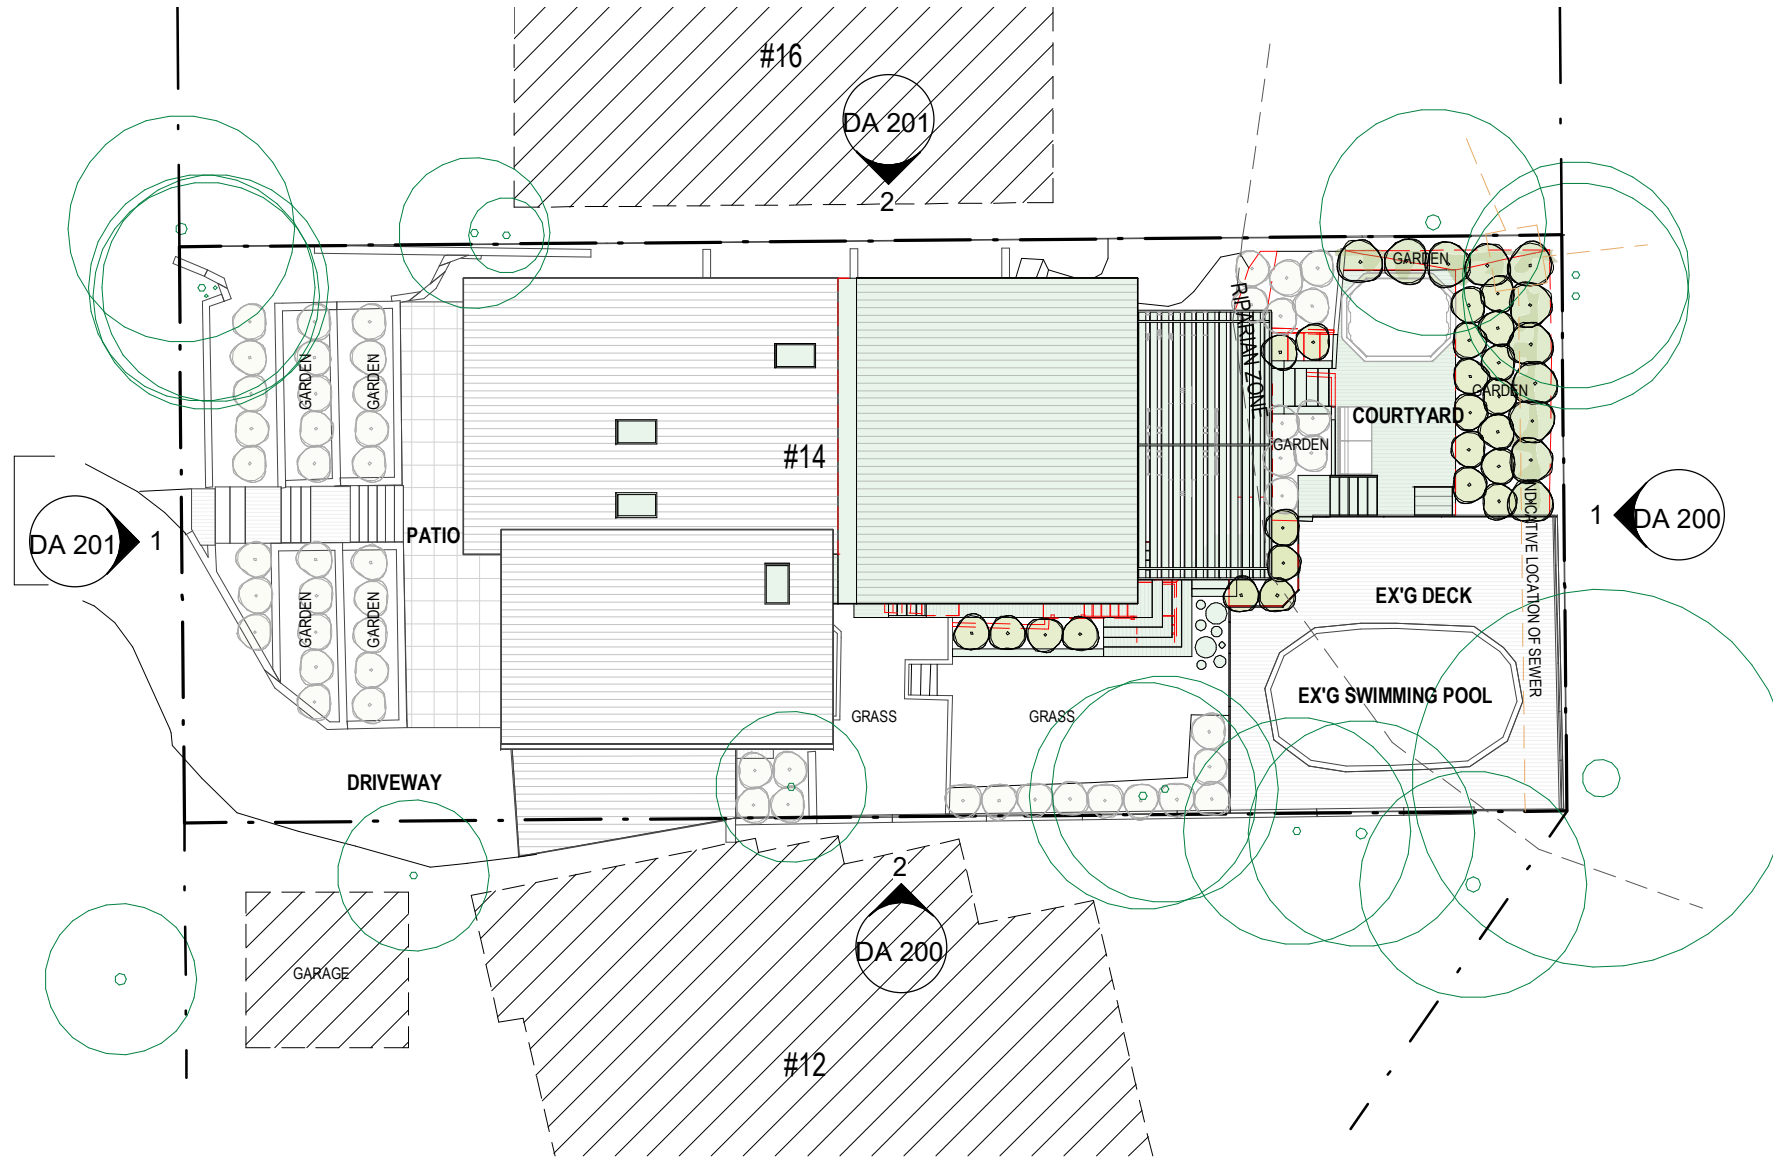 #16
DA 201
2
GARDEN
RIPARIAN ZONE
GARDEN
GARDEN
GARDEN
COURTYARD
GARDEN
#14
PATIO
DA 201
1
1
DA 200
INDICATIVE LOCATION OF SEWER
GARDEN
GARDEN
EX'G DECK
EX'G SWIMMING POOL
GRASS
GRASS
DRIVEWAY
2
DA 200
GARAGE
#12